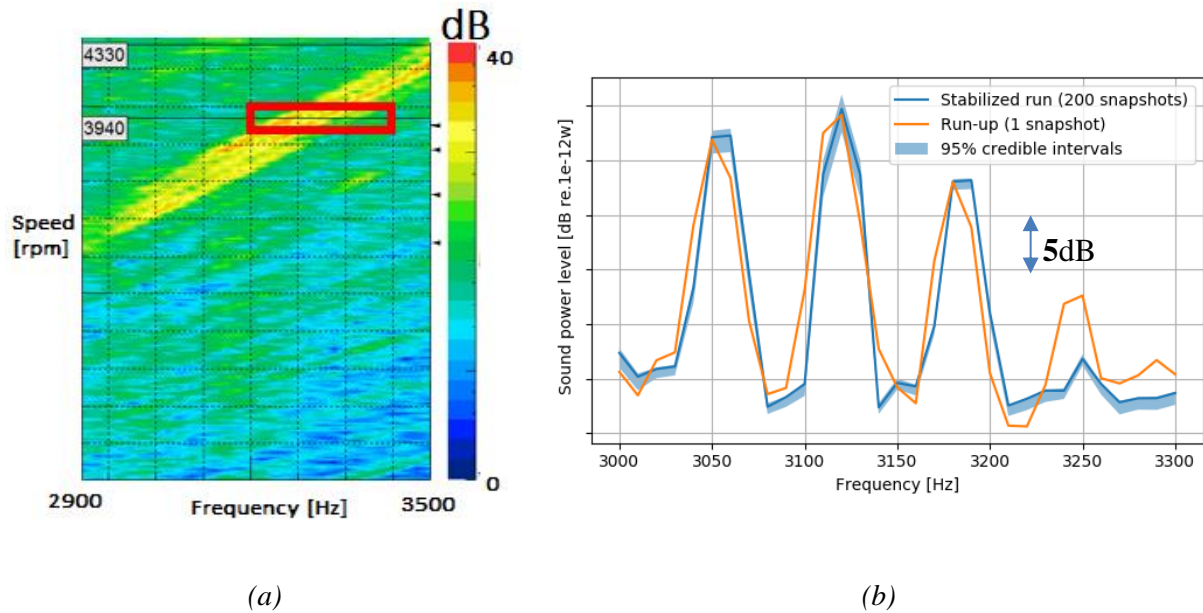 dB
4330
40
3940
Speed
[rpm]
0
2900
Frequency [Hz]
3500
(a)
Stabilized run (200 snapshots)
Run-up (1 snapshot)
95% credible intervals
Sound power level [dB re.1e-12w]
5dB
3000
3050
3100
3150
3200
3250
3300
Frequency [Hz]
(b)